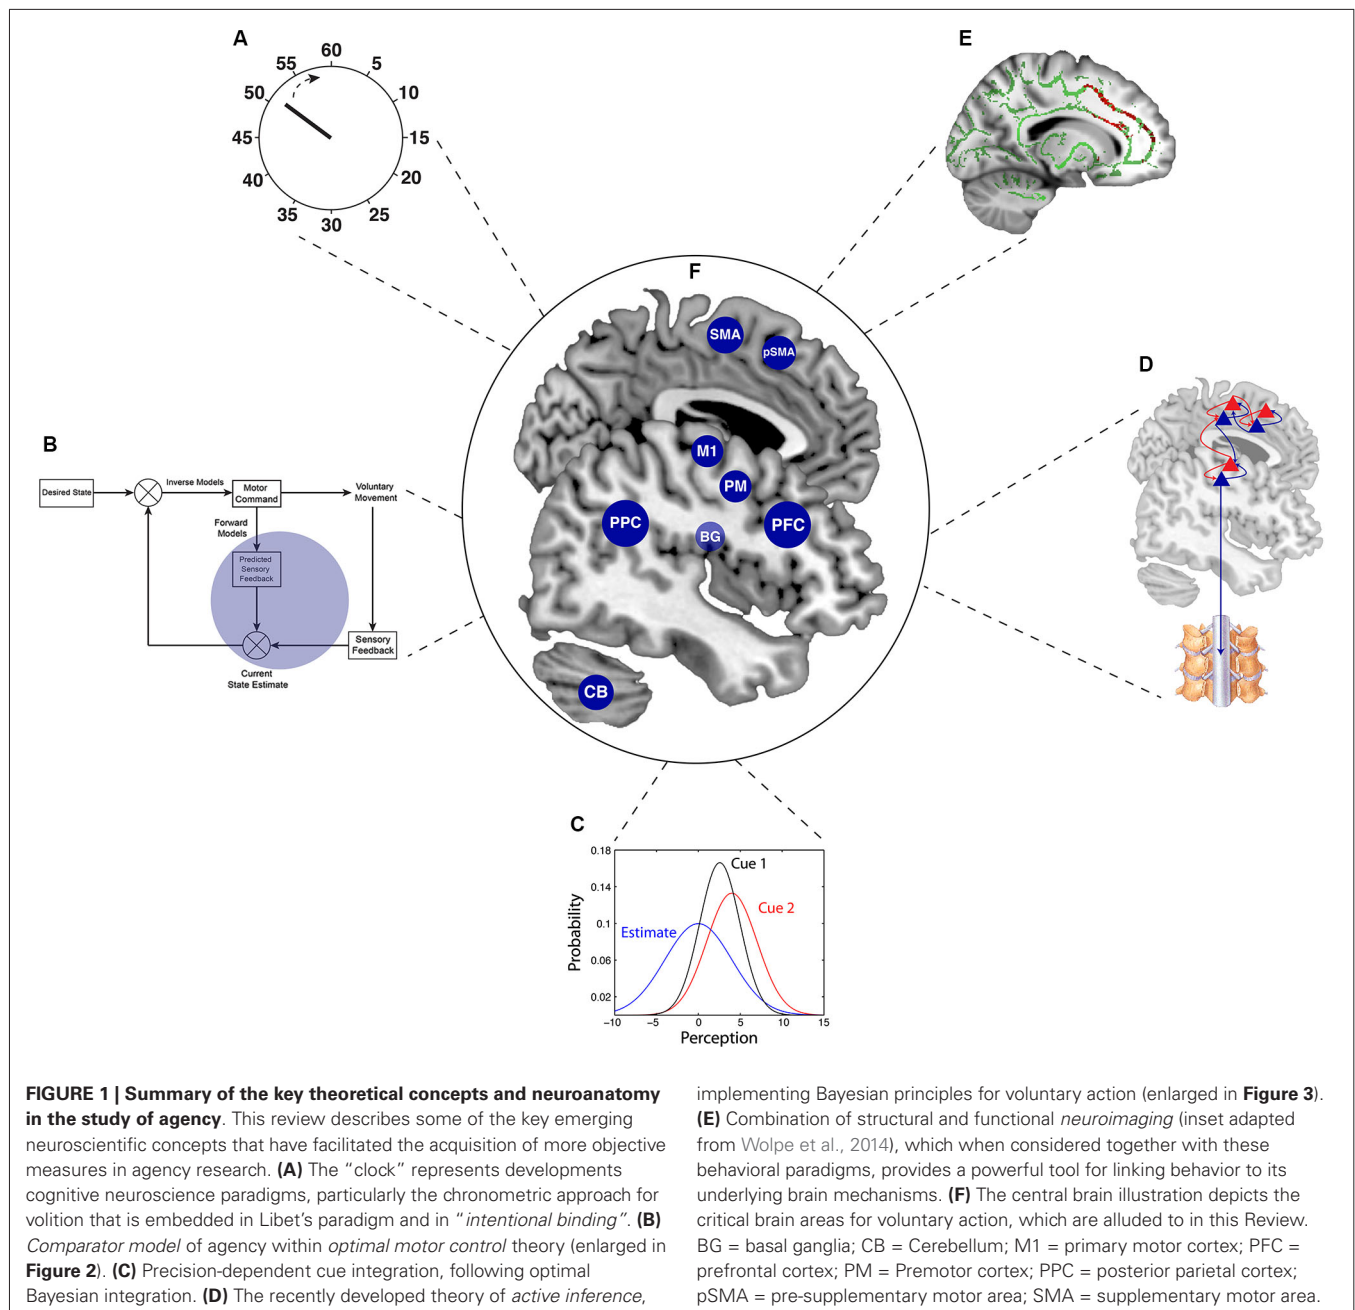 A
60
5
10
15
20
25
30
35
40
45
50
55
E
F
SMA
pSMA
M1
PM
PPC
PFC
BG
CB
D
B
Desired State
Inverse Models
Motor
Command
Voluntary
Movement
Forward
Models
Predicted
Sensory
Feedback
Sensory
Feedback
Current
State Estimate
C
0.18
0.14
0.1
0.06
0.02
Probability
Cue 1
Cue 2
Estimate
−10
−5
0
5
10
15
Perception
FIGURE 1 | Summary of the key theoretical concepts and neuroanatomy
in the study of agency. This review describes some of the key emerging
neuroscientific concepts that have facilitated the acquisition of more objective
measures in agency research. (A) The “clock” represents developments
cognitive neuroscience paradigms, particularly the chronometric approach for
volition that is embedded in Libet’s paradigm and in “intentional binding”. (B)
Comparator model of agency within optimal motor control theory (enlarged in
Figure 2). (C) Precision-dependent cue integration, following optimal
Bayesian integration. (D) The recently developed theory of active inference,
implementing Bayesian principles for voluntary action (enlarged in Figure 3).
(E) Combination of structural and functional neuroimaging (inset adapted
from Wolpe et al., 2014), which when considered together with these
behavioral paradigms, provides a powerful tool for linking behavior to its
underlying brain mechanisms. (F) The central brain illustration depicts the
critical brain areas for voluntary action, which are alluded to in this Review.
BG = basal ganglia; CB = Cerebellum; M1 = primary motor cortex; PFC =
prefrontal cortex; PM = Premotor cortex; PPC = posterior parietal cortex;
pSMA = pre-supplementary motor area; SMA = supplementary motor area.